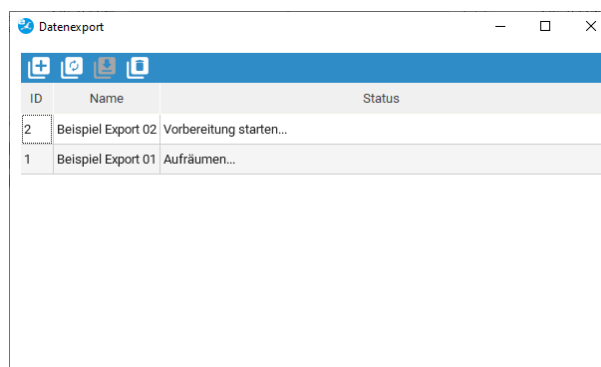 Datenexport
ID Name Status
2 Beispiel Export 02 Vorbereitung starten...
1 Beispiel Export 01 Aufräumen...